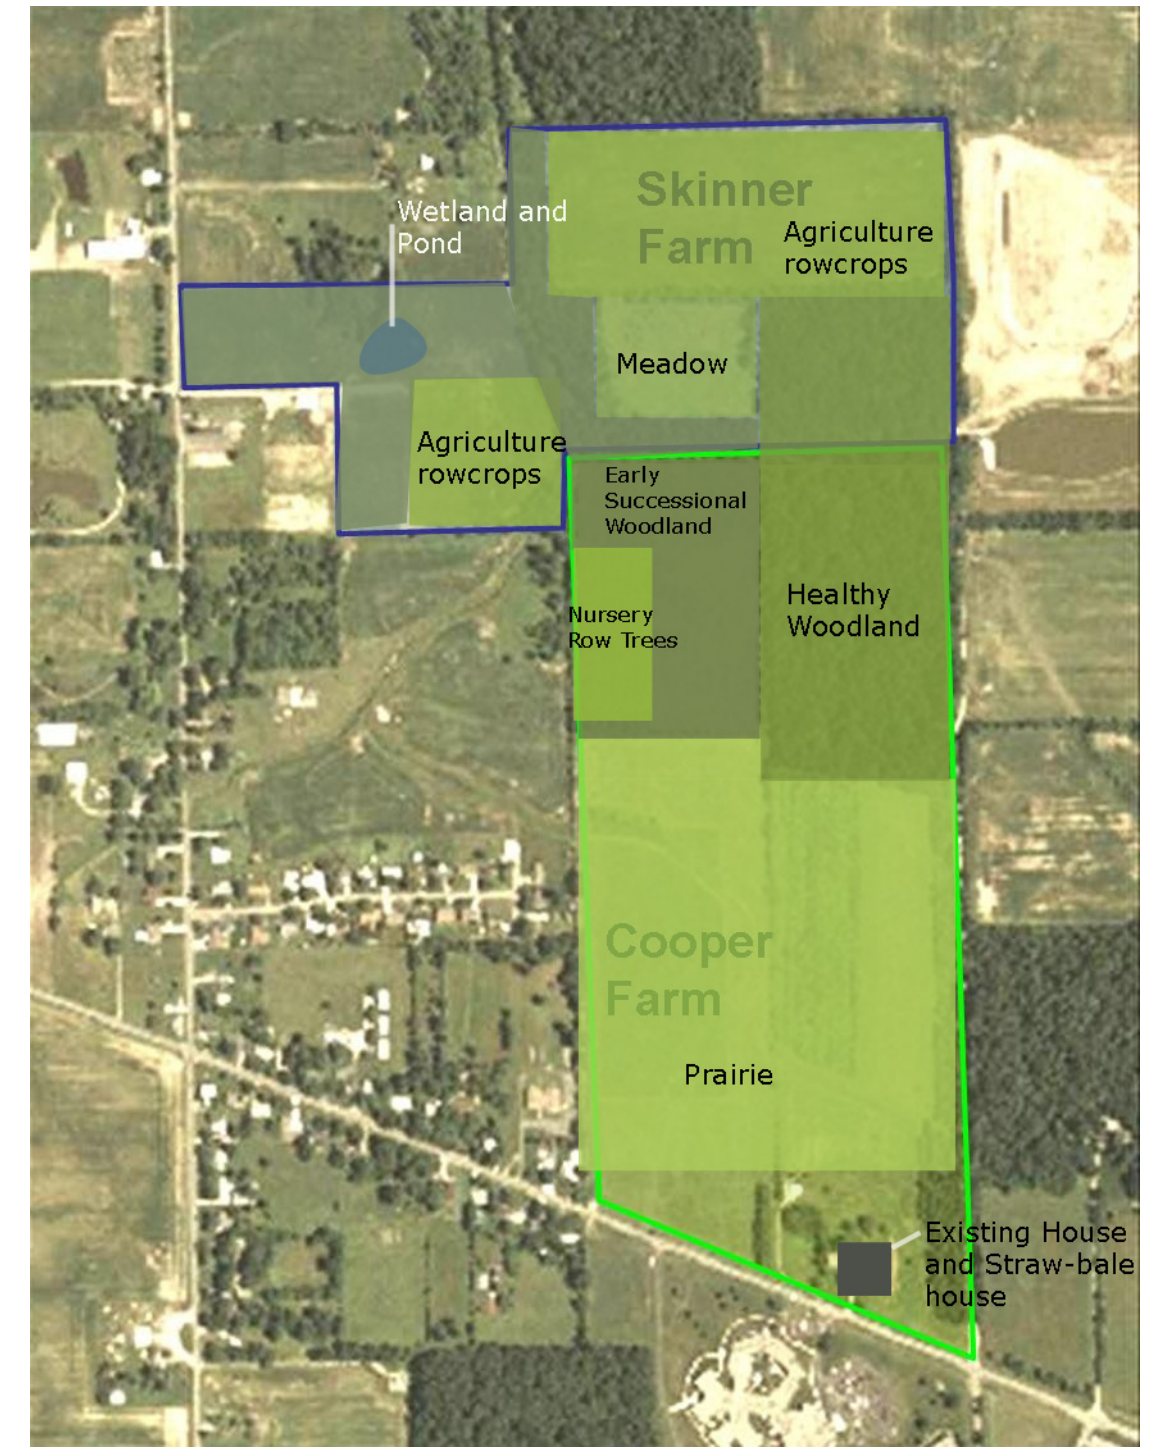 Skinner
Farm
Agriculture
rowcrops
Wetland and
Pond
Meadow
Agriculture
rowcrops
Early
Successional
Woodland
Healthy
Woodland
Nursery
Row Trees
Cooper
Farm
Prairie
Existing House
and Straw-bale
house